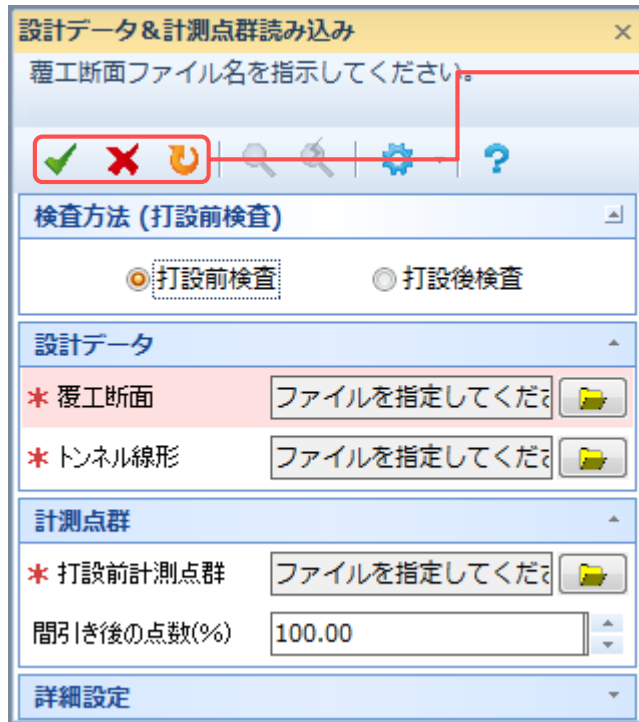 設計データ&計測点群読み込み
覆工断面ファイル名を指示してください。
検査方法 (打設前検査)
打設前検査 打設後検査
設計データ
* 覆工断面 ファイルを指定してくださ
* トンネル線形 ファイルを指定してくださ
計測点群
* 打設前計測点群 ファイルを指定してくださ
間引き後の点数(%) 100.00
詳細設定